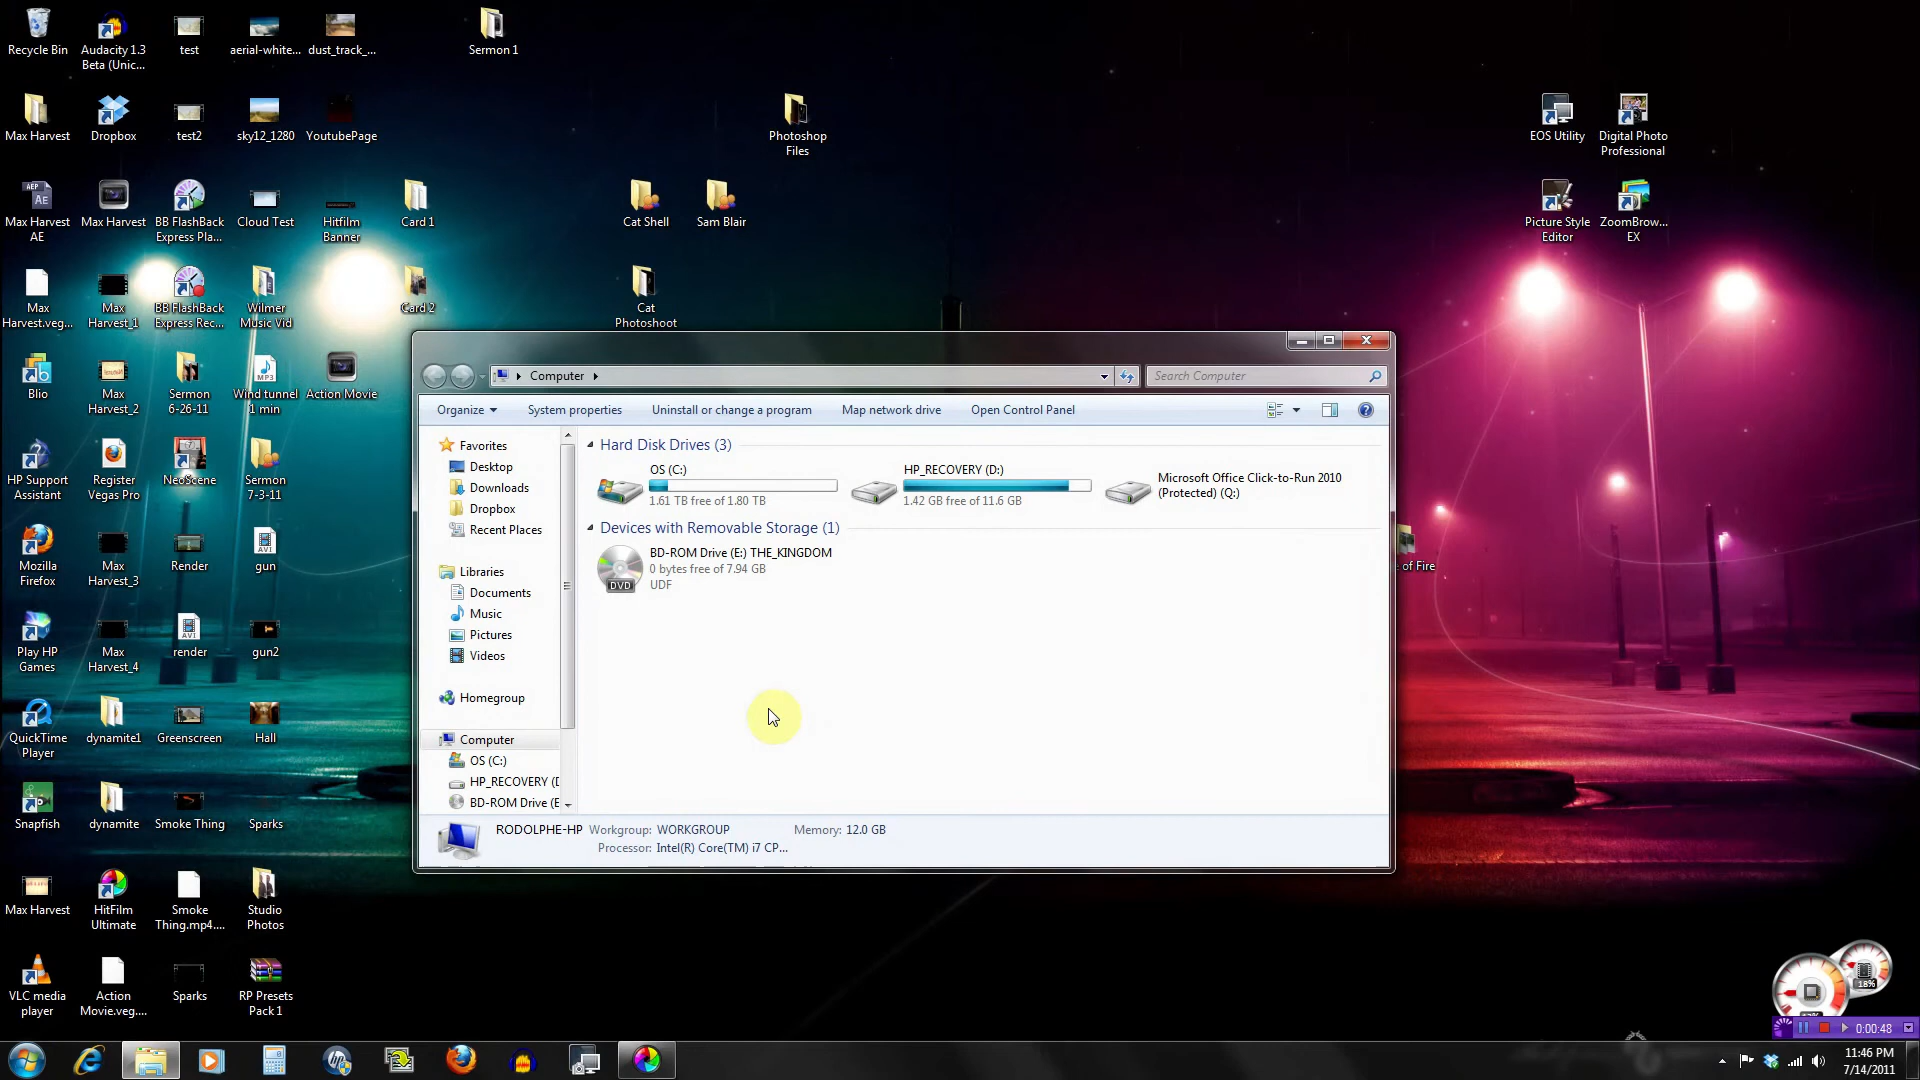 Recycle Bin
Audacity 1.3
Beta (Unic...
test
aerial-white...
dust_track_...
Sermon 1
Max Harvest
Dropbox
test2
sky12_1280
YoutubePage
Photoshop
Files
EOS Utility
Digital Photo
Professional
AEP
AE
Max Harvest
AE
Max Harvest
BB FlashBack
Express Pla...
Cloud Test
Hitfilm
Banner
Card 1
Cat Shell
Sam Blair
Picture Style
Editor
ZoomBrow...
EX
Max
Harvest.veg...
Max
Harvest_1
BB FlashBack
Express Rec...
Wilmer
Music Vid
Card 2
Cat
Photoshoot
Blio
Max
Harvest_2
Sermon
6-26-11
MP3
Wind tunnel
1 min
Action Movie
HP Support
Assistant
Register
Vegas Pro
NeoScene
Sermon
7-3-11
Mozilla
Firefox
Max
Harvest_3
Render
AVI
gun
of Fire
Play HP
Games
Max
Harvest_4
AVI
render
gun2
QuickTime
Player
dynamite1
Greenscreen
Hall
Snapfish
dynamite
Smoke Thing
Sparks
Max Harvest
HitFilm
Ultimate
Smoke
Thing.mp4....
Studio
Photos
VLC media
player
Action
Movie.veg....
Sparks
RP Presets
Pack 1
Computer
Search Computer
Organize
System properties
Uninstall or change a program
Map network drive
Open Control Panel
Favorites
Desktop
Downloads
Dropbox
Recent Places
Libraries
Documents
Music
Pictures
Videos
Homegroup
Computer
OS (C:)
HP_RECOVERY (D
BD-ROM Drive (E
Hard Disk Drives (3)
OS (C:)
1.61 TB free of 1.80 TB
HP_RECOVERY (D:)
1.42 GB free of 11.6 GB
Microsoft Office Click-to-Run 2010
(Protected) (Q:)
Devices with Removable Storage (1)
DVD
BD-ROM Drive (E:) THE_KINGDOM
0 bytes free of 7.94 GB
UDF
RODOLPHE-HP Workgroup: WORKGROUP Memory: 12.0 GB
Processor: Intel(R) Core(TM) i7 CP...
18%
0:00:48
11:46 PM
7/14/2011